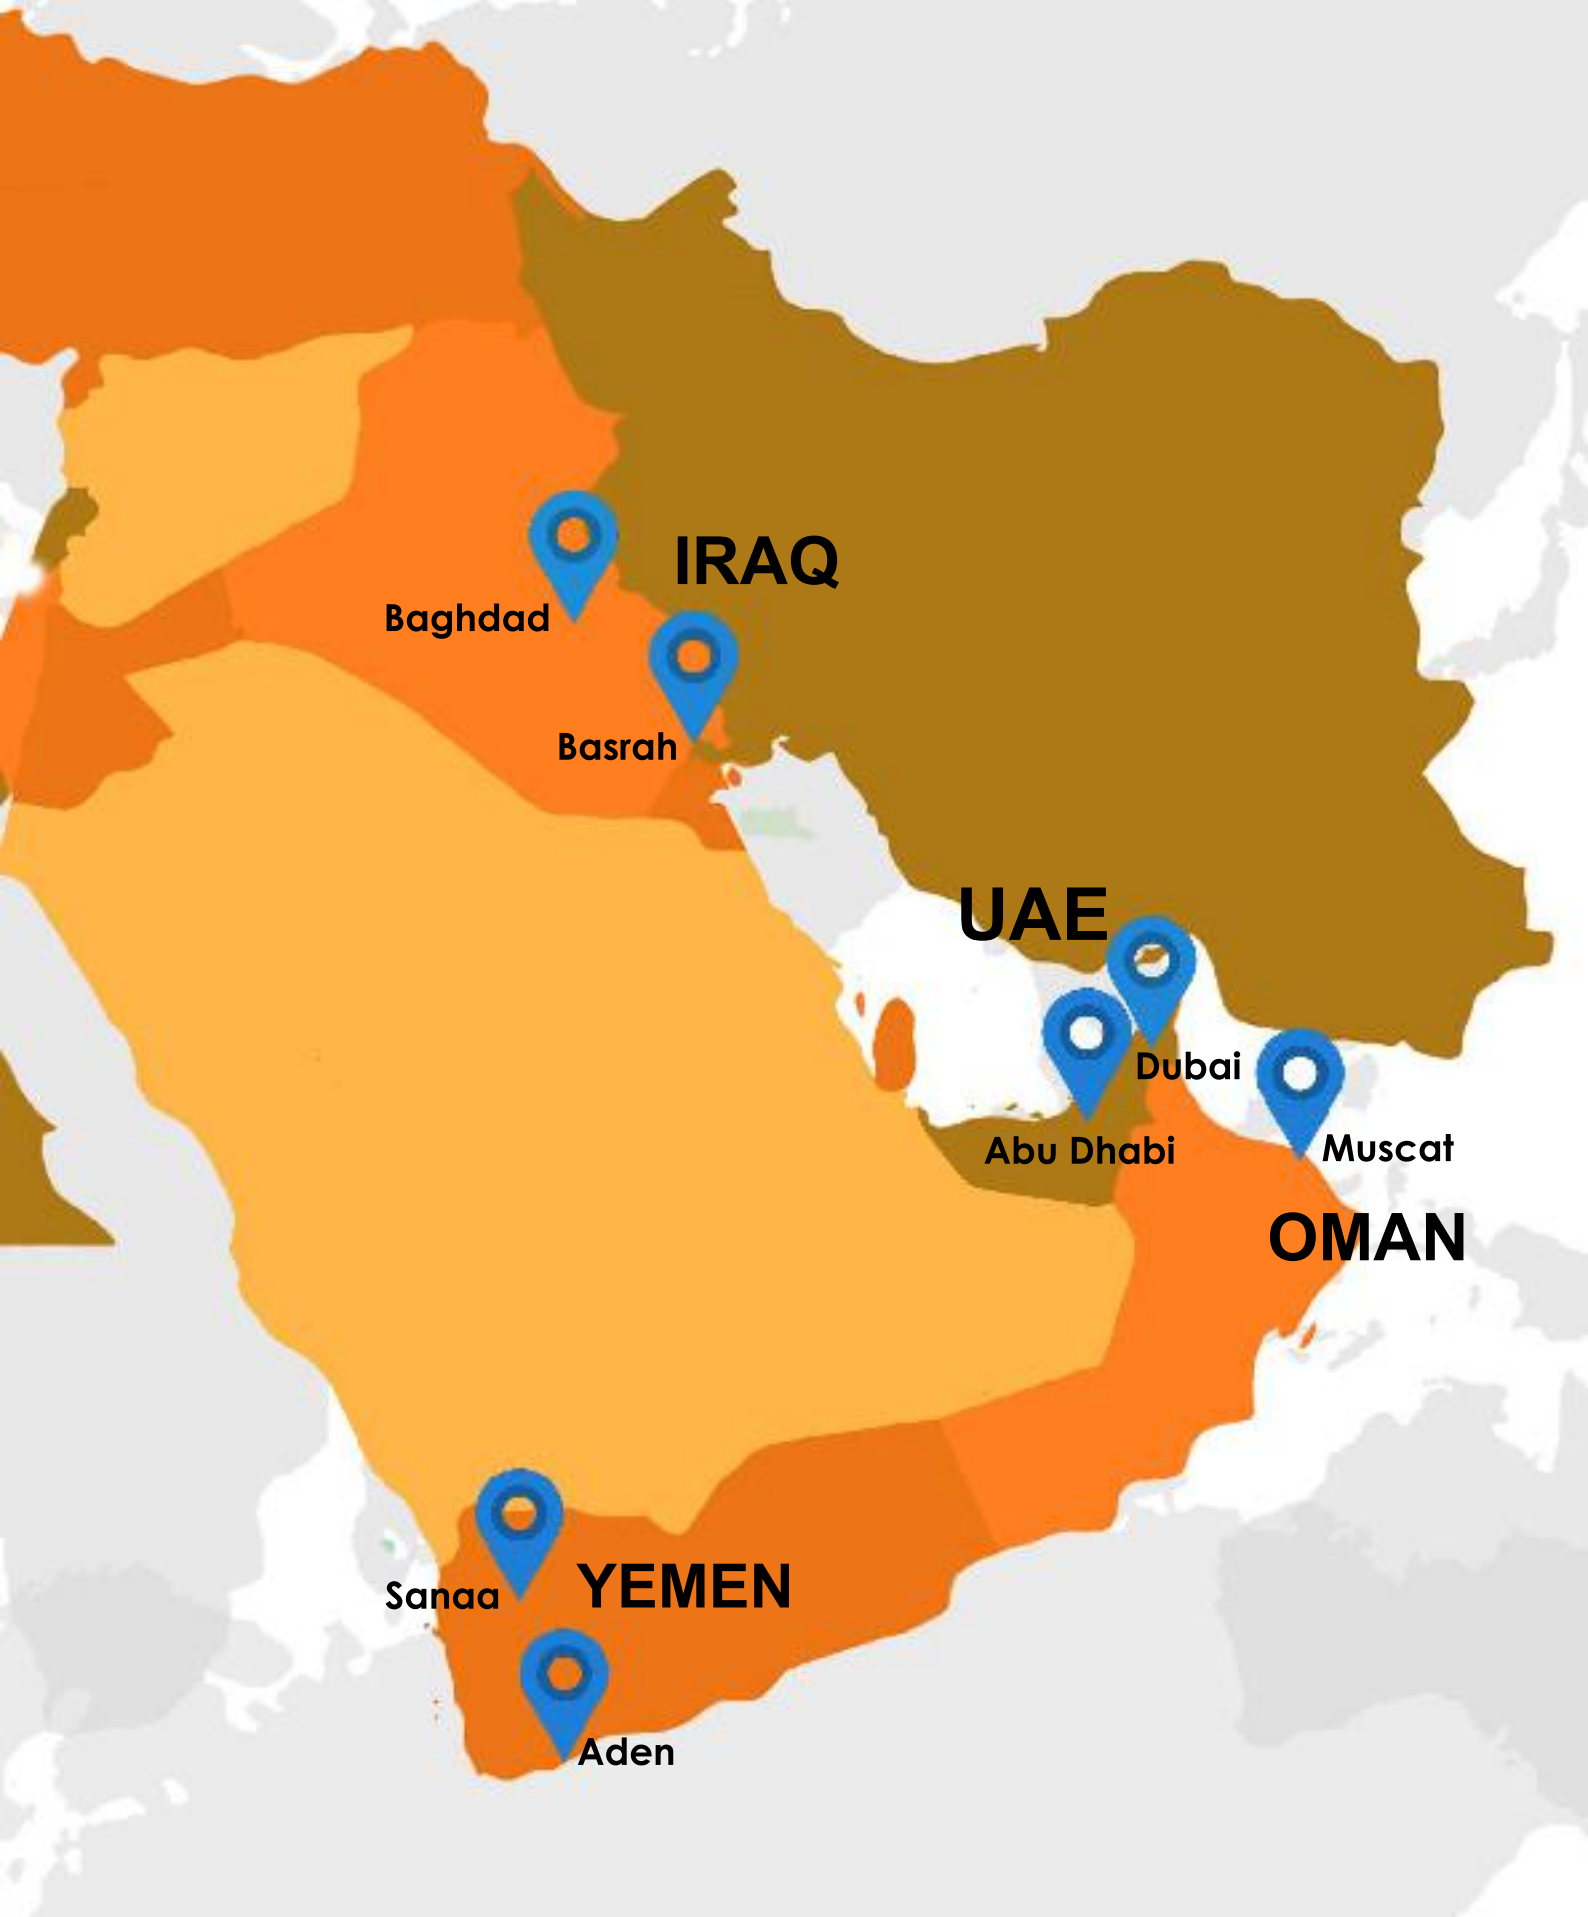 IRAQ
Baghdad
Basrah
UAE
Dubai
Abu Dhabi
Muscat
OMAN
YEMEN
Sanaa
Aden